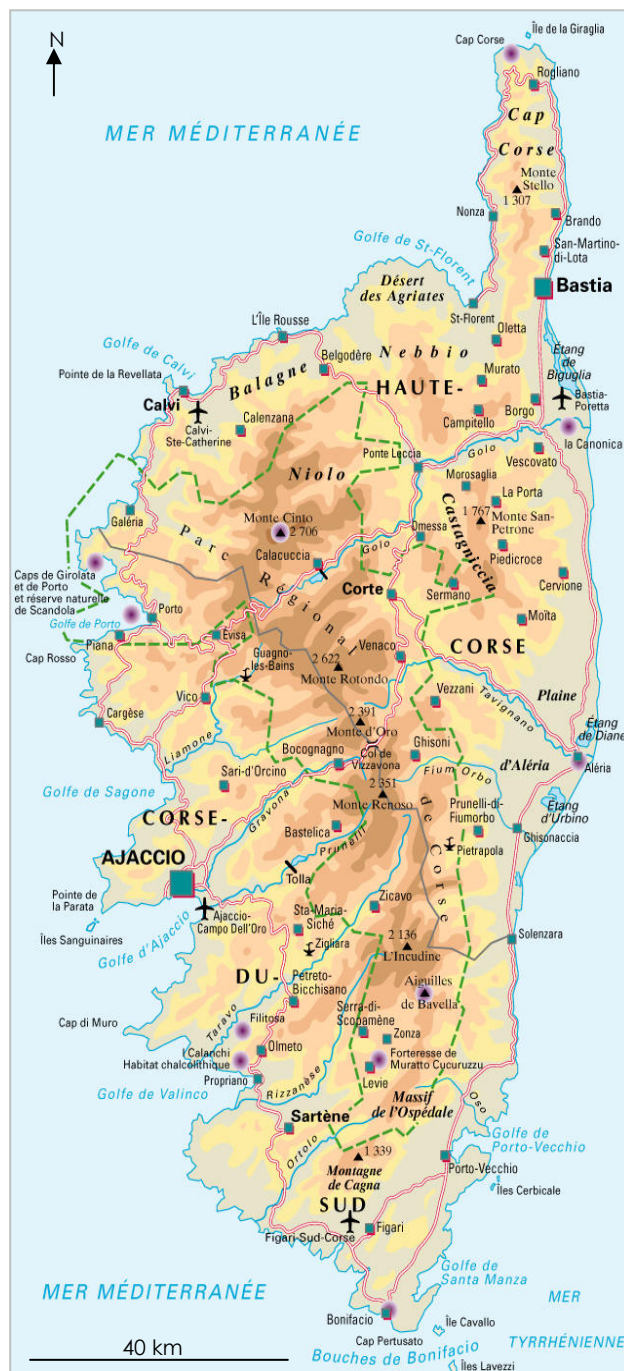 N
Cap Corse
Île de la Giraglia
Rogliano
MER MÉDITERRANÉE
Cap
Corse
Monte
Stello
1 307
Nonza
Brando
San-Martino-
di-Lota
Golfe de St-Florent
Désert
des Agriates
Bastia
St-Florent
L'Île Rousse
Oletta
Golfe de Calvi
Nebbio
Étang
de
Biguglia
Belgodère
Pointe de la Revellata
Balagne
Murato
HAUTE-
Bastia-
Poretta
Calvi
Borgo
Calvi-
Ste-Catherine
Calenzana
Campitello
la Canonica
Golo
Ponte Leccia
Vescovato
Niolo
Morosaglia
La Porta
Galéria
Monte Cinto
2 706
1 767
Monte San-
Petrone
Castagniccia
Omessa
Parc Régional de Corse
Calacuccia
Golo
Piedicroce
Caps de Girolata
et de Porto
et réserve naturelle
de Scandola
Corte
Sermano
Cervione
Porto
Golfe de Porto
Moïta
Piana
Évisa
CORSE
Cap Rosso
Guagno-
les-Bains
2 622
Monte Rotondo
Venaco
Vico
Vezzani
Tavignano
Plaine
Cargèse
2 391
Monte d'Oro
Étang
de Diane
Liamone
Bocognagno
Col de
Vizzavona
Ghisoni
d'Aléria
Aléria
Sari-d'Orcino
Fium Orbo
Golfe de Sagone
2 351
Monte Renoso
Étang
d'Urbino
CORSE-
Gravona
Prunelli-di-
Fiumorbo
Bastelica
Prunalli
Ghisonaccia
AJACCIO
Pietrapola
Tolla
Pointe de
la Parata
Zicavo
Ajaccio-
Campo Dell'Oro
Sta-Maria-
Siché
Îles Sanguinaires
2 136
L'Incudine
Solenzara
Golfe d'Ajaccio
Zigliara
DU-
Petreto-
Bicchisano
Aiguilles
de Bavella
Cap di Muro
Taravo
Serra-di-
Scopamène
Filitosa
Zonza
I Calanchi
Habitat chalcolithique
Olmeto
Forteresse de
Muratto Cucuruzzu
Propriano
Levie
Golfe de Valinco
Rizzanèse
Massif
de l'Ospédale
Oso
Sartène
Golfe de
Porto-Vecchio
Ortolo
1 339
Porto-Vecchio
Montagne
de Cagna
Îles Cerbicale
SUD
Figari-Sud-Corse
Figari
Golfe de
Santa Manza
MER MÉDITERRANÉE
MER
TYRRHÉNIENNE
Bonifacio
Île Cavallo
Cap Pertusato
40 km
Bouches de Bonifacio
Îles Lavezzi